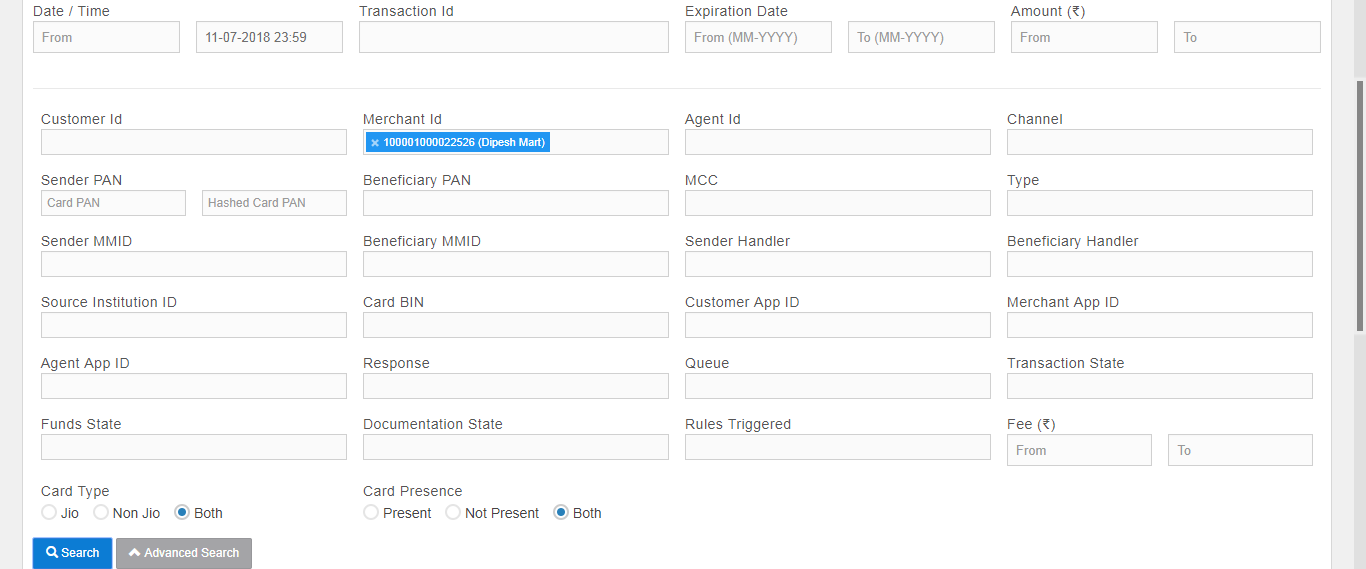 Date / Time Transaction Id Expiration Date Amount (₹)
From 11-07-2018 23:59 From (MM-YYYY) To (MM-YYYY) From To
Customer Id Merchant Id Agent Id Channel
× 100001000022526 (Dipesh Mart)
Sender PAN Beneficiary PAN MCC Type
Card PAN Hashed Card PAN
Sender MMID Beneficiary MMID Sender Handler Beneficiary Handler
Source Institution ID Card BIN Customer App ID Merchant App ID
Agent App ID Response Queue Transaction State
Funds State Documentation State Rules Triggered Fee (₹)
From To
Card Type Card Presence
Jio Non Jio Both Present Not Present Both
Search Advanced Search